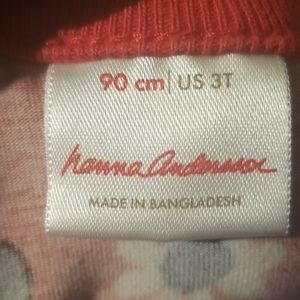 90 cm | US 3T
hanna andersson
MADE IN BANGLADESH